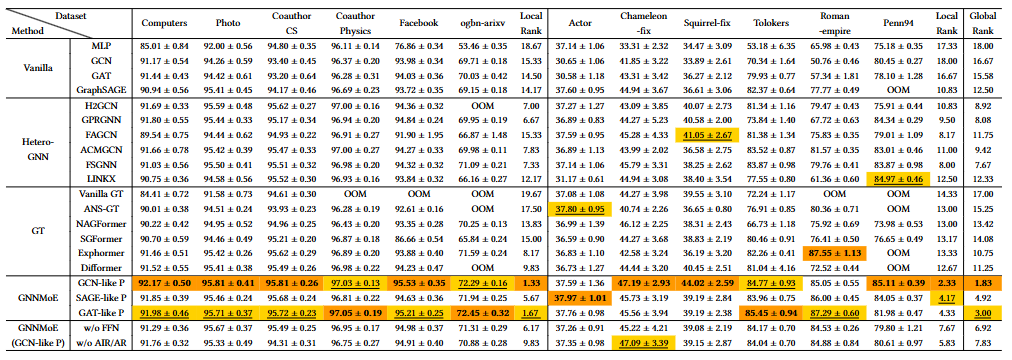 Dataset Method Computers Photo Coauthor CS Coauthor Physics Facebook ogbn-arixv Local Rank Actor Chameleon -fix Squirrel-fix Tolokers Roman -empire Penn94 Local Rank Global Rank
Vanilla MLP 85.01 ± 0.84 92.00 ± 0.56 94.80 ± 0.35 96.11 ± 0.14 76.86 ± 0.34 53.46 ± 0.35 18.67 37.14 ± 1.06 33.31 ± 2.32 34.47 ± 3.09 53.18 ± 6.35 65.98 ± 0.43 75.18 ± 0.35 17.33 18.00
GCN 91.17 ± 0.54 94.26 ± 0.59 93.40 ± 0.45 96.37 ± 0.20 93.98 ± 0.34 69.71 ± 0.18 15.33 30.65 ± 1.06 41.85 ± 3.22 33.89 ± 2.61 70.34 ± 1.64 50.76 ± 0.46 80.45 ± 0.27 18.00 16.67
GAT 91.44 ± 0.43 94.42 ± 0.61 93.20 ± 0.64 96.28 ± 0.31 94.03 ± 0.36 70.03 ± 0.42 14.50 30.58 ± 1.18 43.31 ± 3.42 36.27 ± 2.12 79.93 ± 0.77 57.34 ± 1.81 78.10 ± 1.28 16.67 15.58
GraphSAGE 90.94 ± 0.56 95.41 ± 0.45 94.17 ± 0.46 96.69 ± 0.23 93.72 ± 0.35 69.15 ± 0.18 14.17 37.60 ± 0.95 44.94 ± 3.67 36.61 ± 3.06 82.37 ± 0.64 77.77 ± 0.49 OOM 10.83 12.50
Hetero-GNN H2GCN 91.69 ± 0.33 95.59 ± 0.48 95.62 ± 0.27 97.00 ± 0.16 94.36 ± 0.32 OOM 7.00 37.27 ± 1.27 43.09 ± 3.85 40.07 ± 2.73 81.34 ± 1.16 79.47 ± 0.43 75.91 ± 0.44 10.83 8.92
GPRGNN 91.80 ± 0.55 95.44 ± 0.33 95.17 ± 0.34 96.94 ± 0.20 94.84 ± 0.24 69.95 ± 0.19 6.67 36.89 ± 0.83 44.27 ± 5.23 40.58 ± 2.00 73.84 ± 1.40 67.72 ± 0.63 84.34 ± 0.29 9.50 8.08
FAGCN 89.54 ± 0.75 94.44 ± 0.62 94.93 ± 0.22 96.91 ± 0.27 91.90 ± 1.95 66.87 ± 1.48 15.33 37.59 ± 0.95 45.28 ± 4.33 41.05 ± 2.67 81.38 ± 1.34 75.83 ± 0.35 79.01 ± 1.09 8.17 11.75
ACMGCN 91.66 ± 0.78 95.42 ± 0.39 95.47 ± 0.33 97.00 ± 0.27 94.27 ± 0.33 69.98 ± 0.11 7.83 36.89 ± 1.13 43.99 ± 2.02 36.58 ± 2.75 83.52 ± 0.87 81.57 ± 0.35 83.01 ± 0.46 11.00 9.42
FSGNN 91.03 ± 0.56 95.50 ± 0.41 95.51 ± 0.32 96.98 ± 0.20 94.32 ± 0.32 71.09 ± 0.21 7.33 37.14 ± 1.06 45.79 ± 3.31 38.25 ± 2.62 83.87 ± 0.98 79.76 ± 0.41 83.87 ± 0.98 8.00 7.67
LINKX 90.75 ± 0.36 94.58 ± 0.56 95.52 ± 0.30 96.93 ± 0.16 93.84 ± 0.32 66.16 ± 0.27 12.17 31.17 ± 0.61 44.94 ± 3.08 38.40 ± 3.54 77.55 ± 0.80 61.36 ± 0.60 84.97 ± 0.46 12.50 12.33
GT Vanilla GT 84.41 ± 0.72 91.58 ± 0.73 94.61 ± 0.30 OOM OOM OOM 19.67 37.08 ± 1.08 44.27 ± 3.98 39.55 ± 3.10 72.24 ± 1.17 OOM OOM 14.33 17.00
ANS-GT 90.01 ± 0.38 94.51 ± 0.24 93.93 ± 0.23 96.28 ± 0.19 92.61 ± 0.16 OOM 17.50 37.80 ± 0.95 40.74 ± 2.26 36.65 ± 0.80 76.91 ± 0.85 80.36 ± 0.71 OOM 13.00 15.25
NAGFormer 90.22 ± 0.42 94.95 ± 0.52 94.96 ± 0.25 96.43 ± 0.20 93.35 ± 0.28 70.25 ± 0.13 13.83 36.99 ± 1.39 46.12 ± 2.25 38.31 ± 2.43 66.73 ± 1.18 75.92 ± 0.69 73.98 ± 0.53 13.00 13.42
SGFormer 90.70 ± 0.59 94.46 ± 0.49 95.21 ± 0.20 96.87 ± 0.18 86.66 ± 0.54 65.84 ± 0.24 15.00 36.59 ± 0.90 44.27 ± 3.68 38.83 ± 2.19 80.46 ± 0.91 76.41 ± 0.50 76.65 ± 0.49 13.17 14.08
Exphormer 91.46 ± 0.51 95.42 ± 0.26 95.62 ± 0.29 96.89 ± 0.20 93.88 ± 0.40 71.59 ± 0.24 8.17 36.83 ± 1.10 42.58 ± 3.24 36.19 ± 3.20 82.26 ± 0.41 87.55 ± 1.13 OOM 13.33 10.75
Difformer 91.52 ± 0.55 95.41 ± 0.38 95.49 ± 0.26 96.98 ± 0.22 94.23 ± 0.47 OOM 9.83 36.73 ± 1.27 44.44 ± 3.20 40.45 ± 2.51 81.04 ± 4.16 72.52 ± 0.44 OOM 12.67 11.25
GNNMoE GCN-like P 92.17 ± 0.50 95.81 ± 0.41 95.81 ± 0.26 97.03 ± 0.13 95.53 ± 0.35 72.29 ± 0.16 1.33 37.59 ± 1.36 47.19 ± 2.93 44.02 ± 2.59 84.77 ± 0.93 85.05 ± 0.55 85.11 ± 0.39 2.33 1.83
SAGE-like P 91.85 ± 0.39 95.46 ± 0.24 95.68 ± 0.24 96.81 ± 0.22 94.63 ± 0.36 71.94 ± 0.25 5.67 37.97 ± 1.01 45.73 ± 3.19 39.19 ± 2.84 83.96 ± 0.75 86.00 ± 0.45 84.05 ± 0.37 4.17 4.92
GAT-like P 91.98 ± 0.46 95.71 ± 0.37 95.72 ± 0.23 97.05 ± 0.19 95.21 ± 0.25 72.45 ± 0.32 1.67 37.76 ± 0.98 45.56 ± 3.94 39.19 ± 2.38 85.45 ± 0.94 87.29 ± 0.60 81.98 ± 0.47 4.33 3.00
GNNMoE (GCN-like P) w/o FFN 91.29 ± 0.36 95.67 ± 0.37 95.49 ± 0.25 96.95 ± 0.17 94.98 ± 0.37 71.31 ± 0.29 6.17 37.26 ± 0.91 45.22 ± 4.21 39.08 ± 2.98 84.17 ± 0.70 84.53 ± 0.26 79.80 ± 1.21 7.67 6.92
w/o AIR/AR 91.76 ± 0.32 95.33 ± 0.49 94.31 ± 0.31 96.75 ± 0.27 94.91 ± 0.40 70.88 ± 0.28 9.83 37.35 ± 0.98 47.09 ± 3.39 39.15 ± 2.87 84.04 ± 0.70 84.88 ± 0.84 80.61 ± 0.97 5.83 7.83